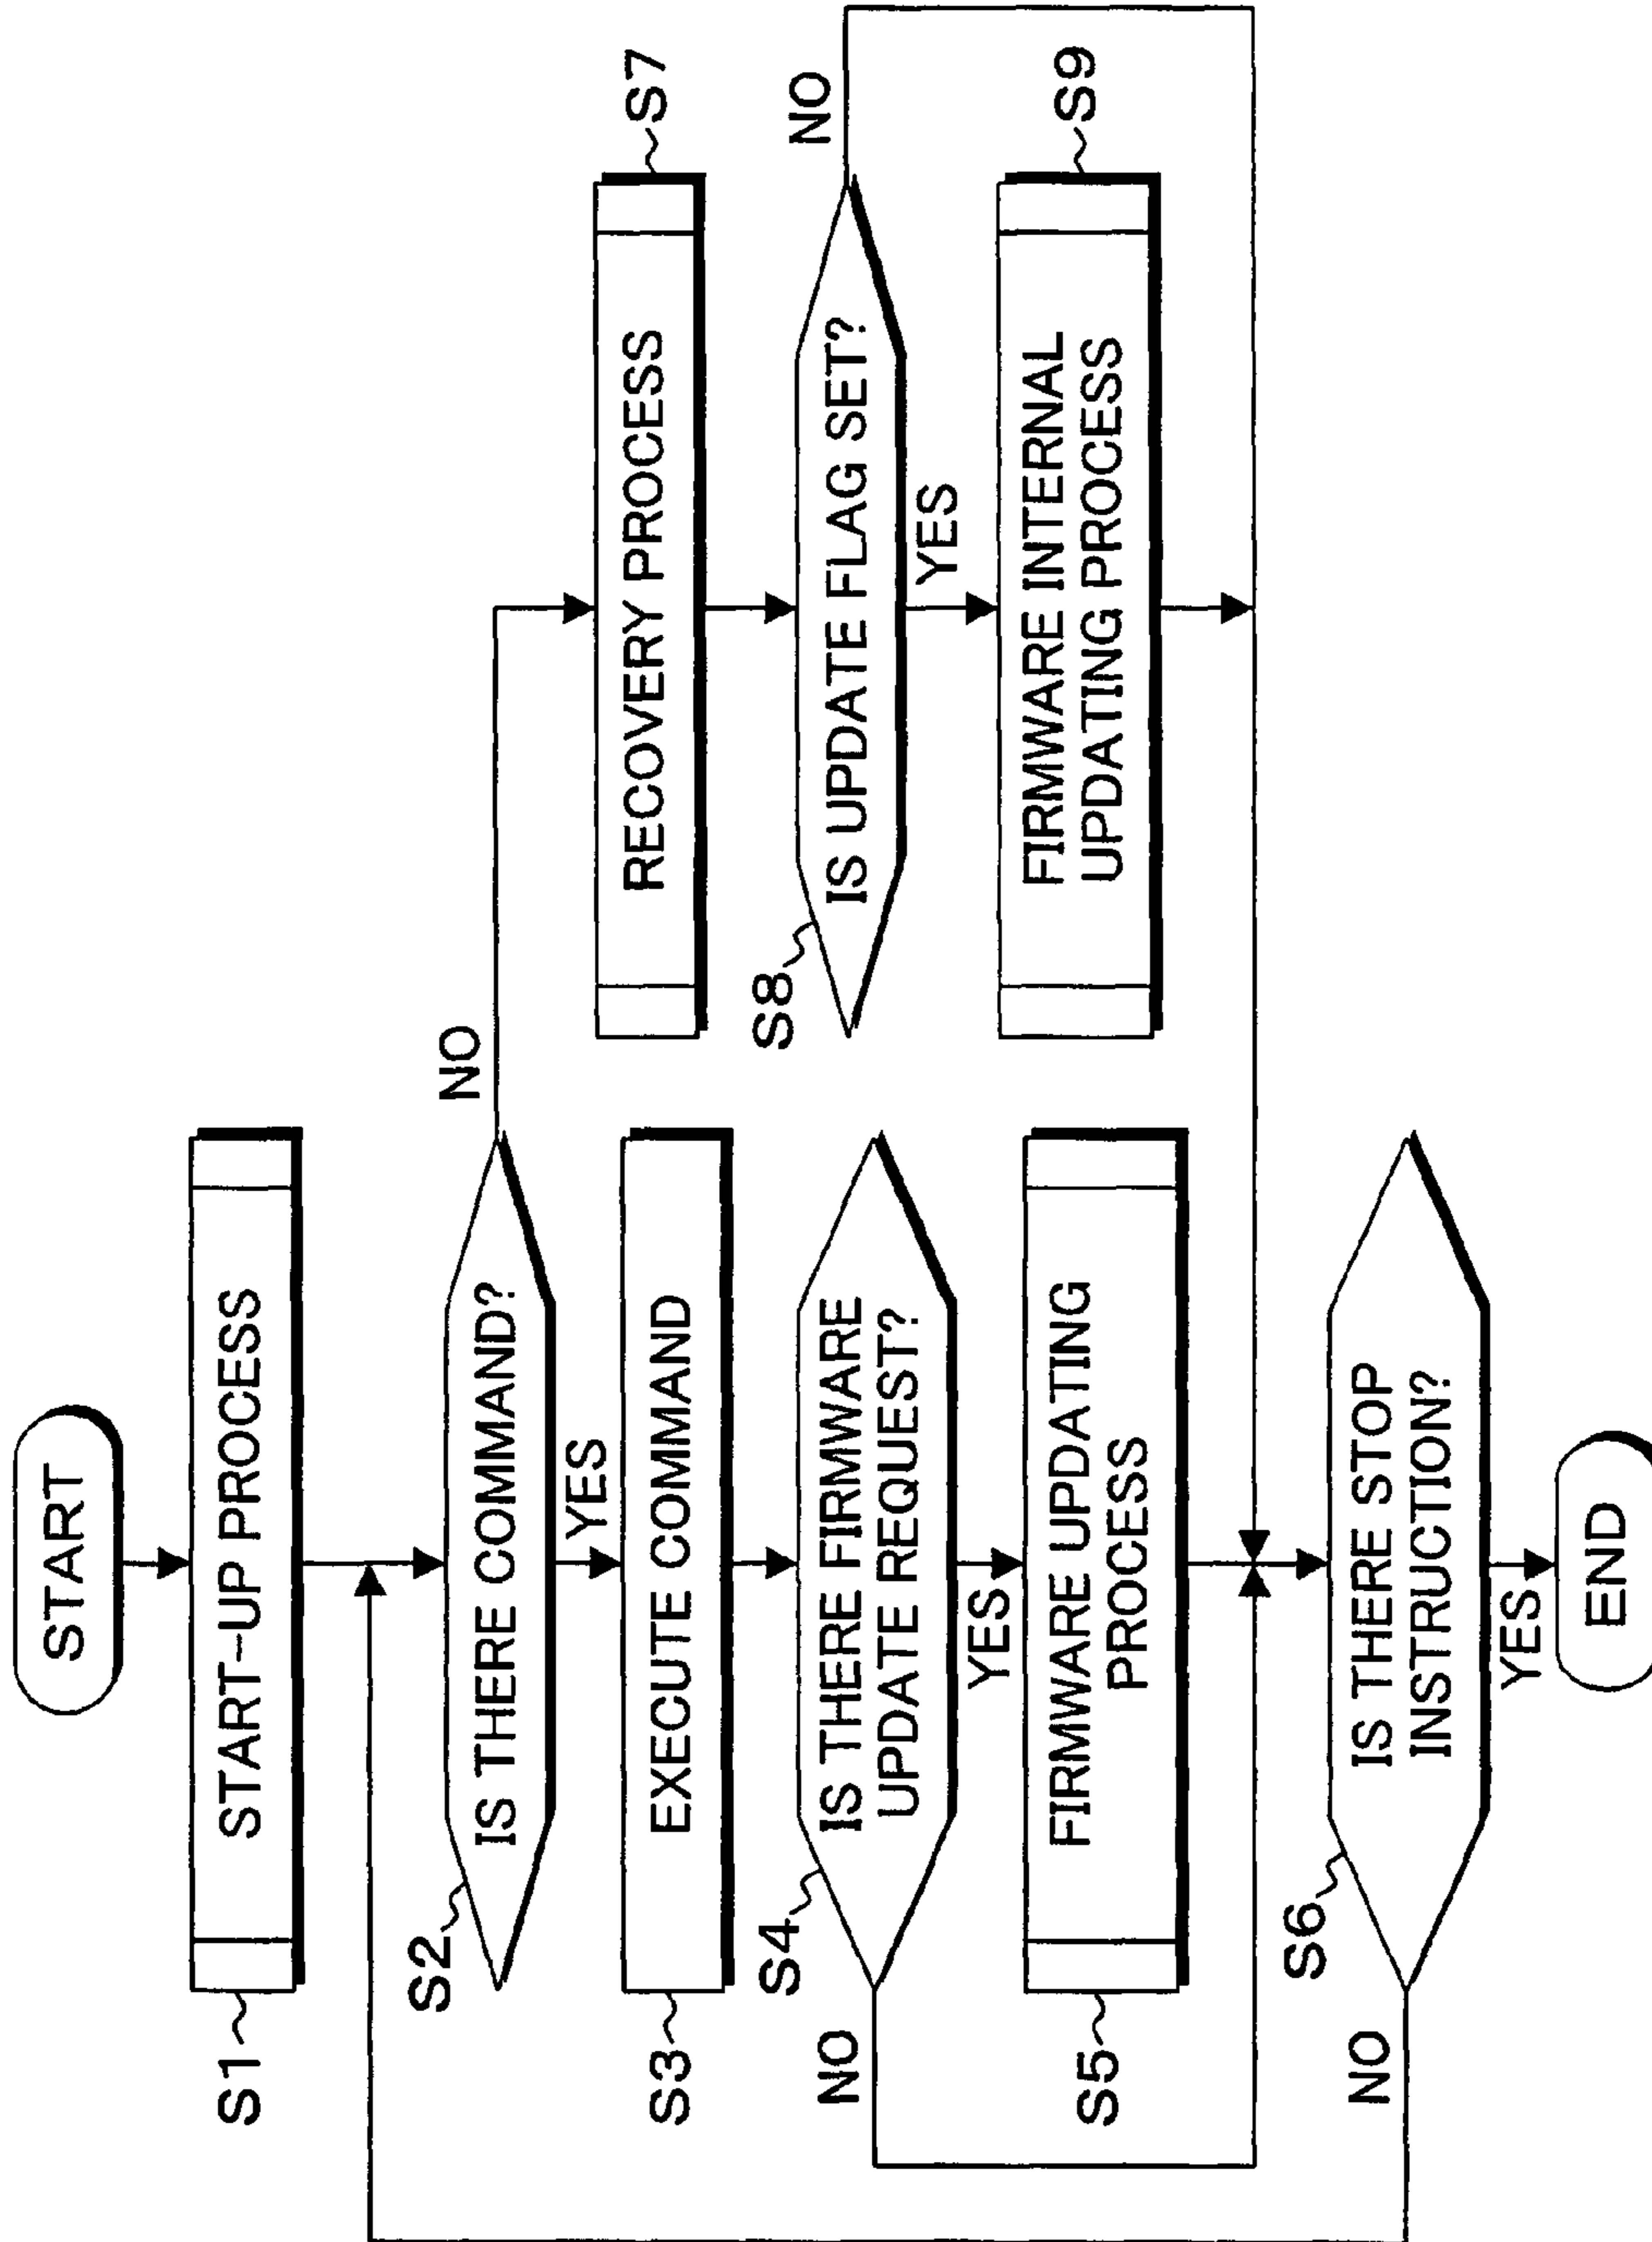 START
S1
START-UP PROCESS
S2
IS THERE COMMAND?
NO
YES
S3
EXECUTE COMMAND
S4
IS THERE FIRMWARE
UPDATE REQUEST?
NO
YES
S5
FIRMWARE UPDATING
PROCESS
S6
IS THERE STOP
INSTRUCTION?
NO
YES
END
RECOVERY PROCESS
S7
S8
IS UPDATE FLAG SET?
NO
YES
FIRMWARE INTERNAL
UPDATING PROCESS
S9